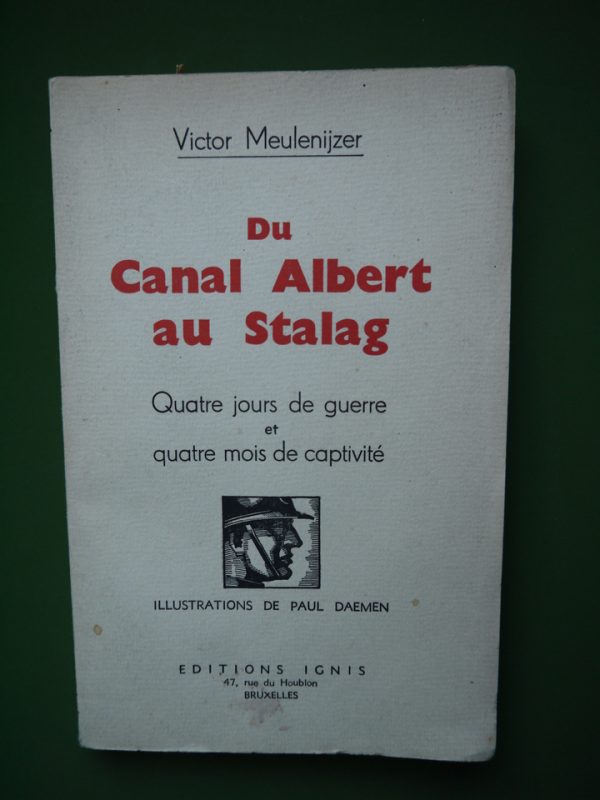 Victor Meulenijzer
Du
Canal Albert
au Stalag
Quatre jours de guerre
et
quatre mois de captivité
ILLUSTRATIONS DE PAUL DAEMEN
EDITIONS IGNIS
47, rue du Houblon
BRUXELLES